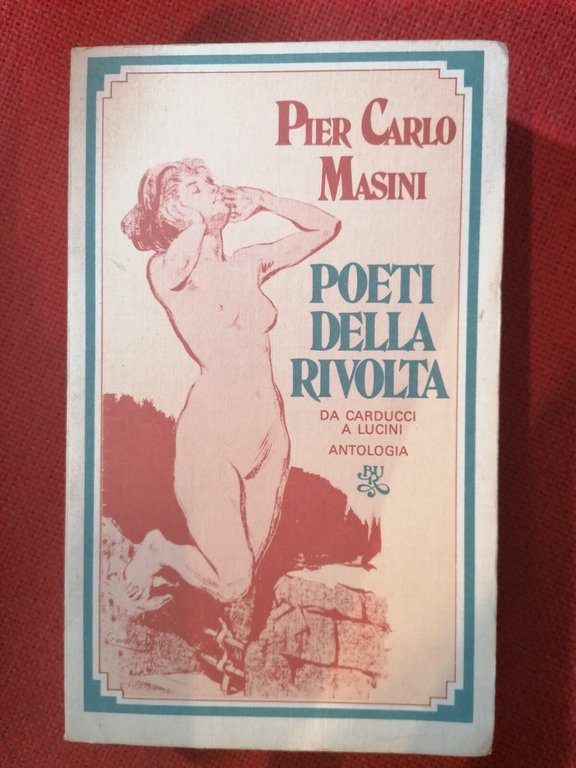 PIER CARLO
MASINI
POETI
DELLA
RIVOLTA
DA CARDUCCI
A LUCINI
ANTOLOGIA
BUR